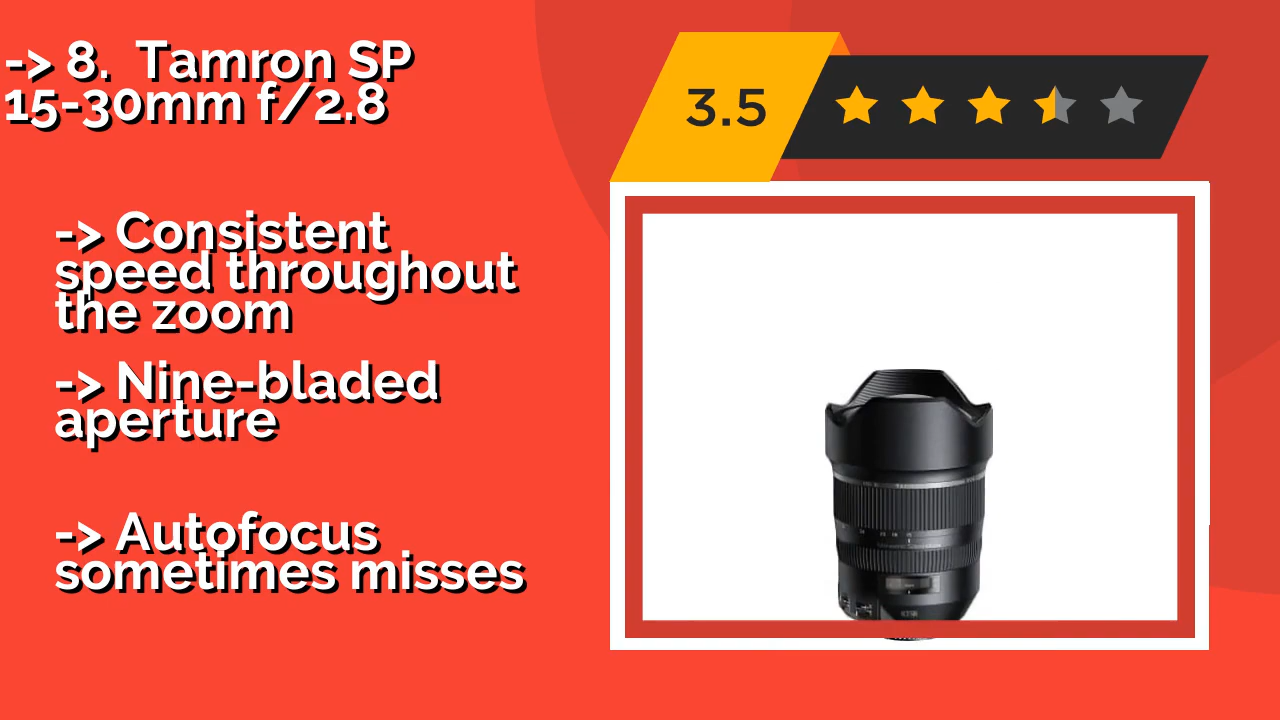 -> 8.  Tamron SP
15-30mm f/2.8
3.5
-> Consistent
speed throughout
the zoom
-> Nine-bladed
aperture
-> Autofocus
sometimes misses